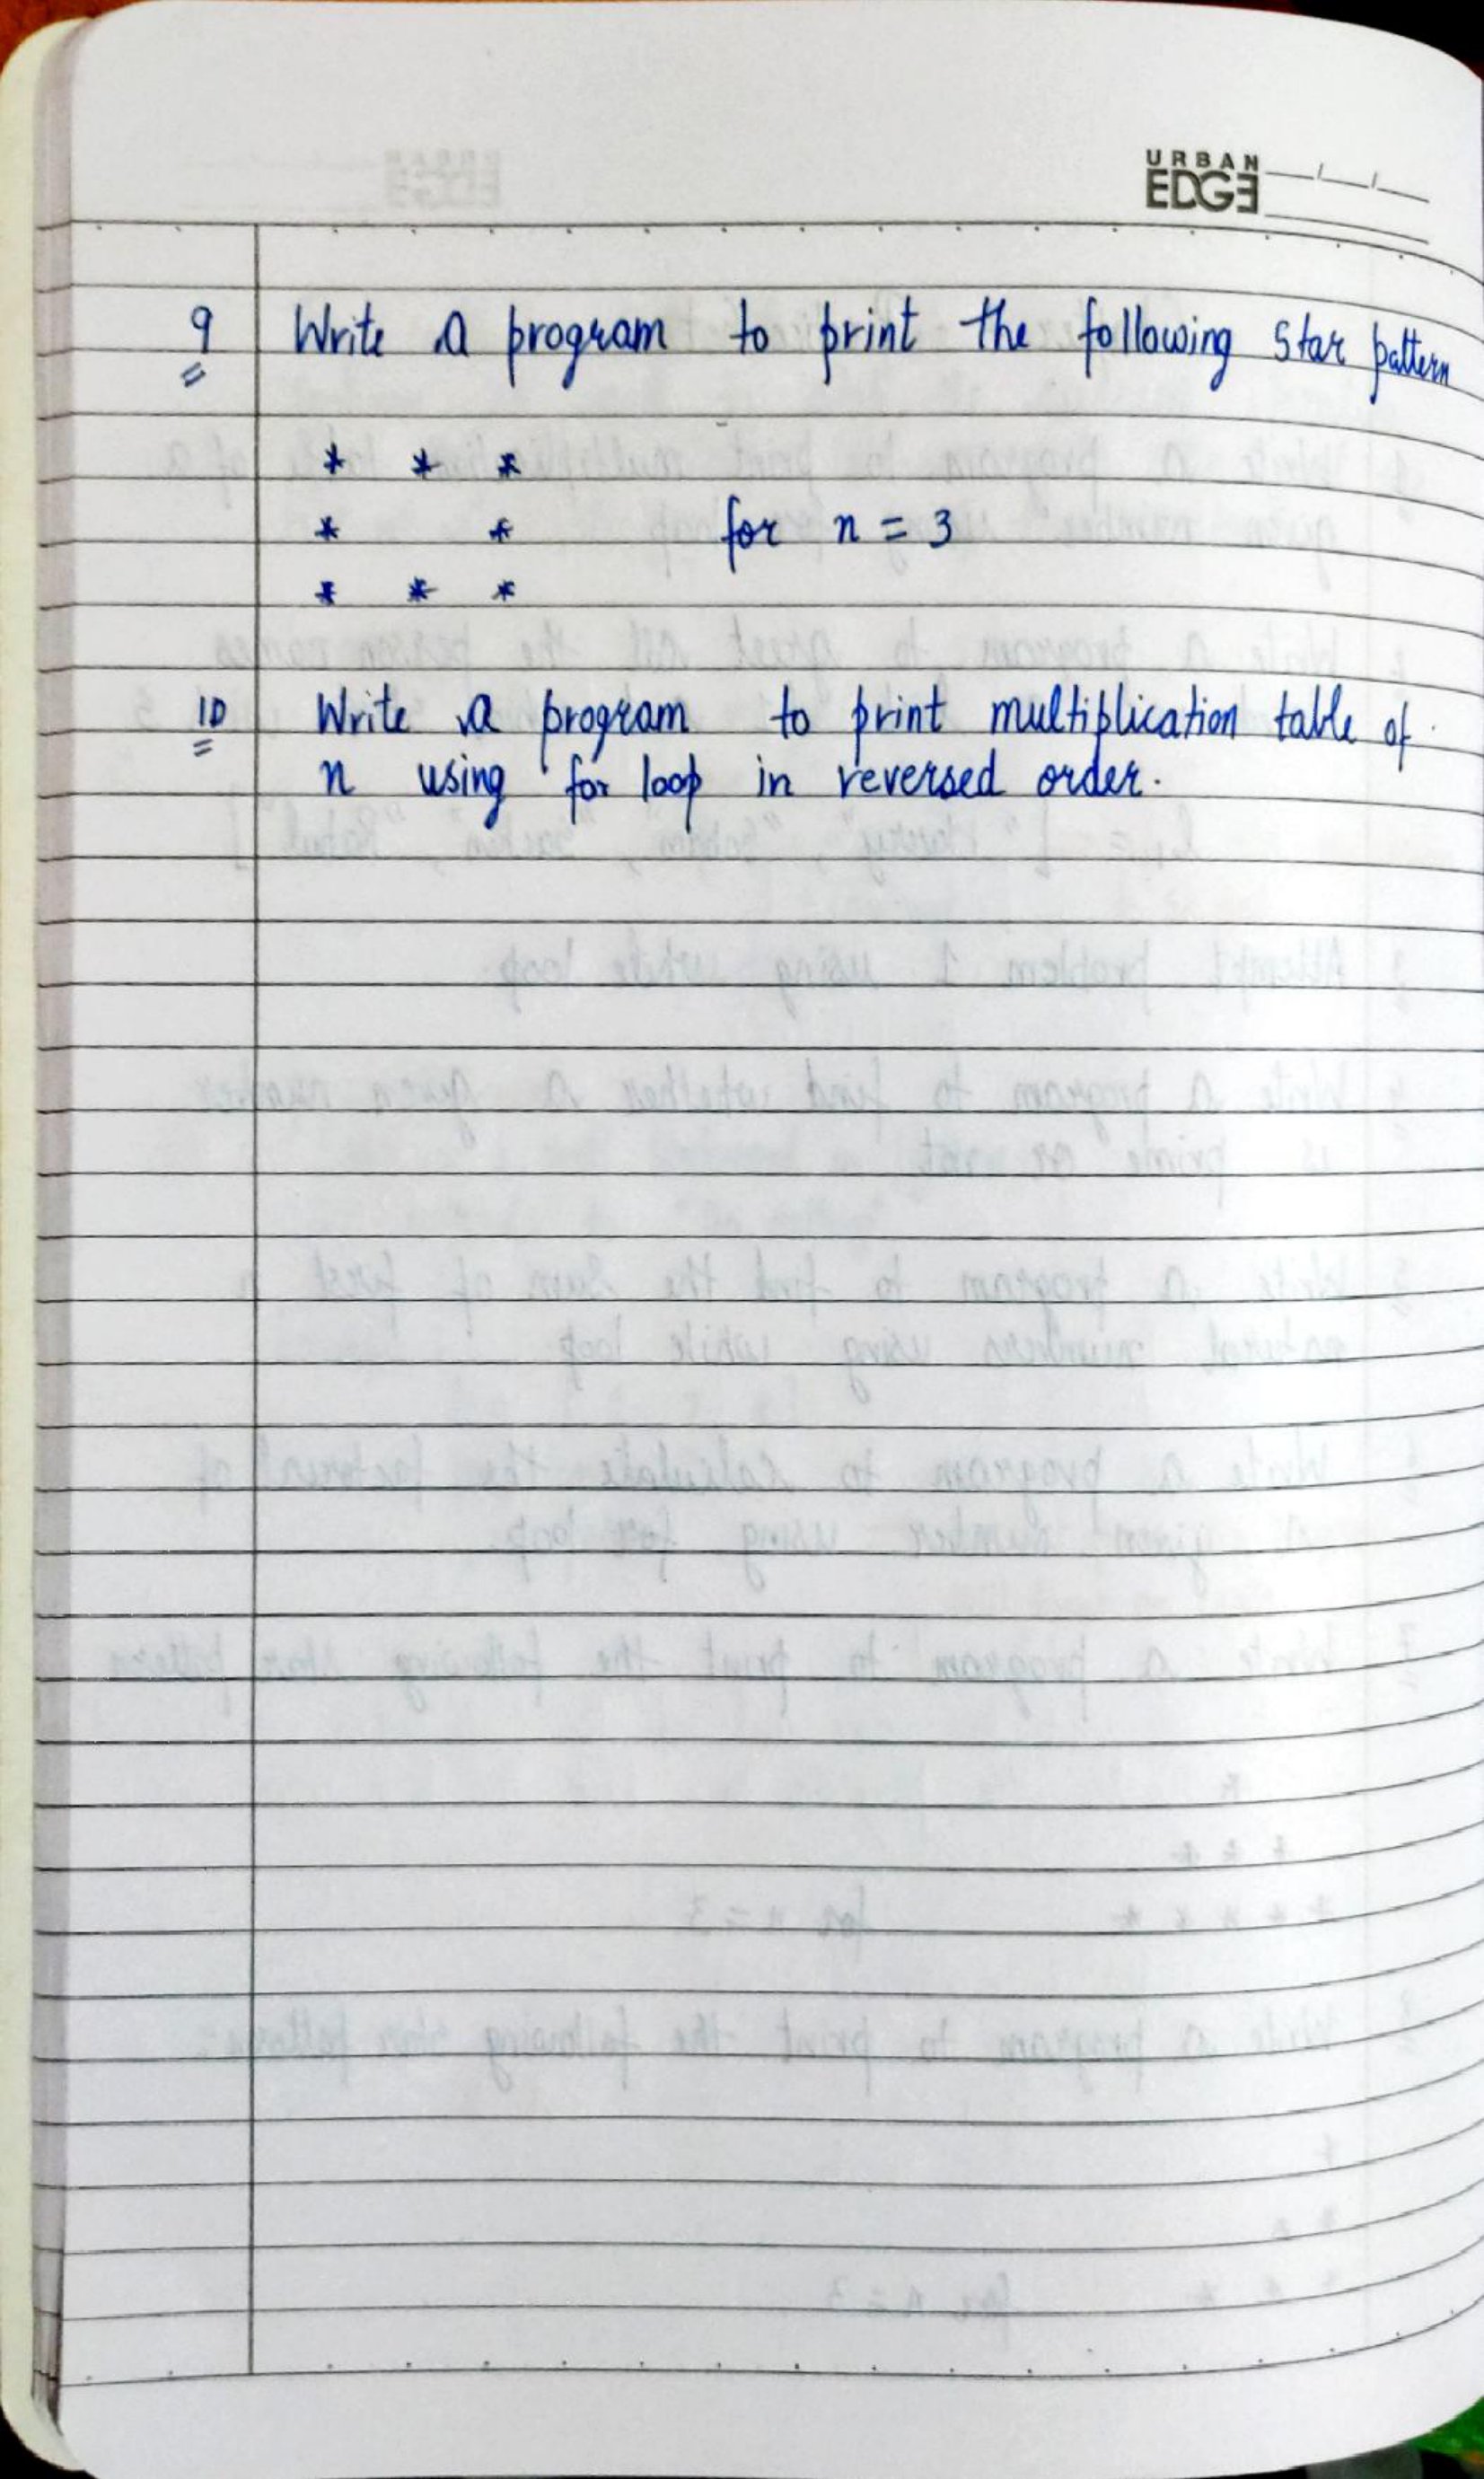 URBAN
EDGE
9 Write a program to print the following star pattern
* * *
* * for n = 3
* * *
10 Write a program to print multiplication table of
n using for loop in reversed order.